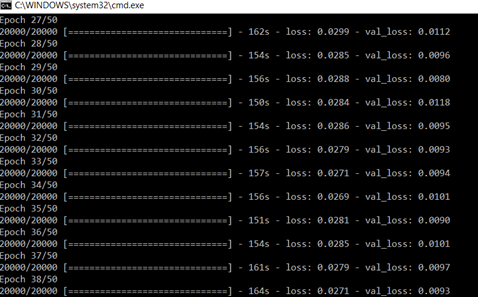 C:\WINDOWS\system32\cmd.exe
Epoch 27/50
20000/20000 [==============================] - 162s - loss: 0.0299 - val_loss: 0.0112
Epoch 28/50
20000/20000 [==============================] - 154s - loss: 0.0285 - val_loss: 0.0096
Epoch 29/50
20000/20000 [==============================] - 156s - loss: 0.0288 - val_loss: 0.0080
Epoch 30/50
20000/20000 [==============================] - 150s - loss: 0.0284 - val_loss: 0.0118
Epoch 31/50
20000/20000 [==============================] - 154s - loss: 0.0286 - val_loss: 0.0095
Epoch 32/50
20000/20000 [==============================] - 156s - loss: 0.0279 - val_loss: 0.0093
Epoch 33/50
20000/20000 [==============================] - 157s - loss: 0.0271 - val_loss: 0.0094
Epoch 34/50
20000/20000 [==============================] - 156s - loss: 0.0269 - val_loss: 0.0101
Epoch 35/50
20000/20000 [==============================] - 151s - loss: 0.0281 - val_loss: 0.0090
Epoch 36/50
20000/20000 [==============================] - 154s - loss: 0.0285 - val_loss: 0.0101
Epoch 37/50
20000/20000 [==============================] - 161s - loss: 0.0279 - val_loss: 0.0097
Epoch 38/50
20000/20000 [==============================] - 164s - loss: 0.0271 - val_loss: 0.0093